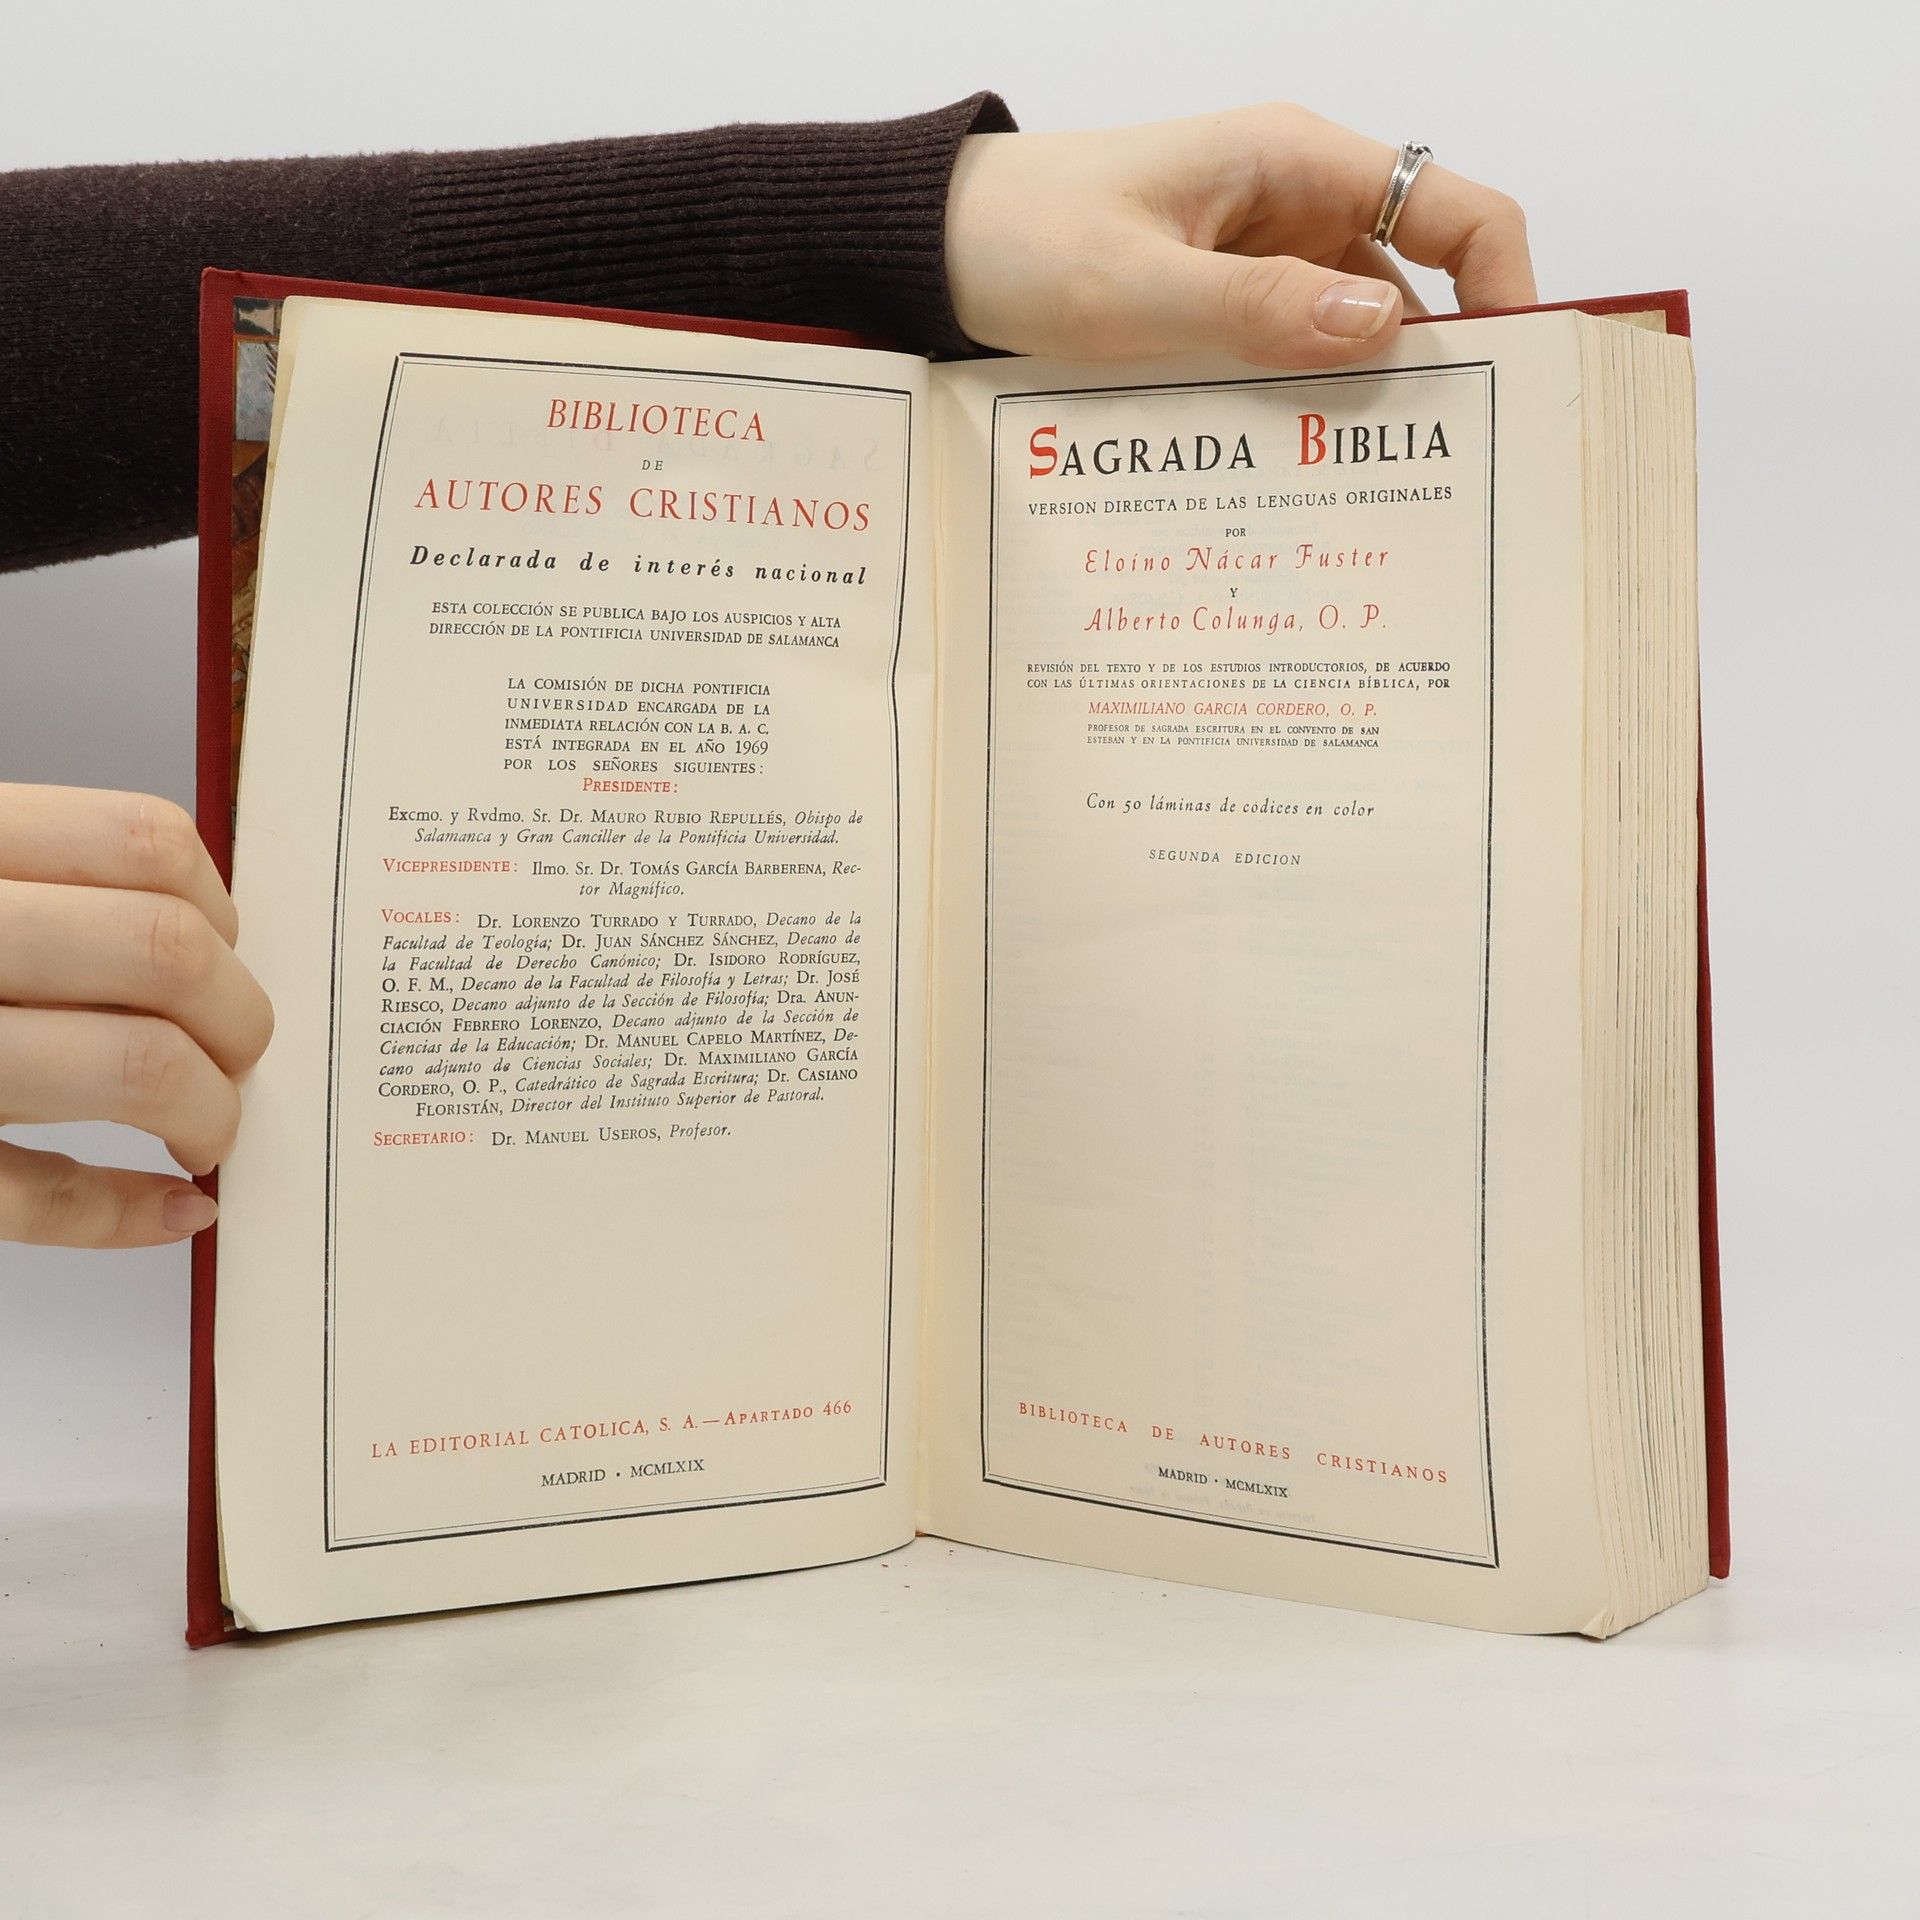 BIBLIOTECA
DE
AUTORES CRISTIANOS
Declarada de interés nacional
ESTA COLECCIÓN SE PUBLICA BAJO LOS AUSPICIOS Y ALTA
DIRECCIÓN DE LA PONTIFICIA UNIVERSIDAD DE SALAMANCA
LA COMISIÓN DE DICHA PONTIFICIA
UNIVERSIDAD ENCARGADA DE LA
INMEDIATA RELACIÓN CON LA B. A. C.
ESTÁ INTEGRADA EN EL AÑO 1969
POR LOS SEÑORES SIGUIENTES:
PRESIDENTE:
Excmo. y Rvdmo. Sr. Dr. MAURO RUBIO REPULLÉS, Obispo de
Salamanca y Gran Canciller de la Pontificia Universidad.
VICEPRESIDENTE: Ilmo. Sr. Dr. TOMÁS GARCÍA BARBERENA, Rec-
tor Magnífico.
VOCALES: Dr. LORENZO TURRADO Y TURRADO, Decano de la
Facultad de Teología; Dr. JUAN SÁNCHEZ SÁNCHEZ, Decano de
la Facultad de Derecho Canónico; Dr. ISIDORO RODRÍGUEZ,
O. F. M., Decano de la Facultad de Filosofía y Letras; Dr. JOSÉ
RIESCO, Decano adjunto de la Sección de Filosofía; Dra. ANUN-
CIACIÓN FEBRERO LORENZO, Decano adjunto de la Sección de
Ciencias de la Educación; Dr. MANUEL CAPELO MARTÍNEZ, De-
cano adjunto de Ciencias Sociales; Dr. MAXIMILIANO GARCÍA
CORDERO, O. P., Catedrático de Sagrada Escritura; Dr. CASIANO
FLORISTÁN, Director del Instituto Superior de Pastoral.
SECRETARIO: Dr. MANUEL USEROS, Profesor.
LA EDITORIAL CATOLICA, S. A.—APARTADO 466
MADRID · MCMLXIX
SAGRADA BIBLIA
VERSION DIRECTA DE LAS LENGUAS ORIGINALES
POR
Eloíno Nácar Fuster
Y
Alberto Colunga, O. P.
REVISIÓN DEL TEXTO Y DE LOS ESTUDIOS INTRODUCTORIOS, DE ACUERDO
CON LAS ÚLTIMAS ORIENTACIONES DE LA CIENCIA BÍBLICA, POR
MAXIMILIANO GARCIA CORDERO, O. P.
PROFESOR DE SAGRADA ESCRITURA EN EL CONVENTO DE SAN
ESTEBAN Y EN LA PONTIFICIA UNIVERSIDAD DE SALAMANCA
Con 50 láminas de códices en color
SEGUNDA EDICION
BIBLIOTECA DE AUTORES CRISTIANOS
MADRID · MCMLXIX